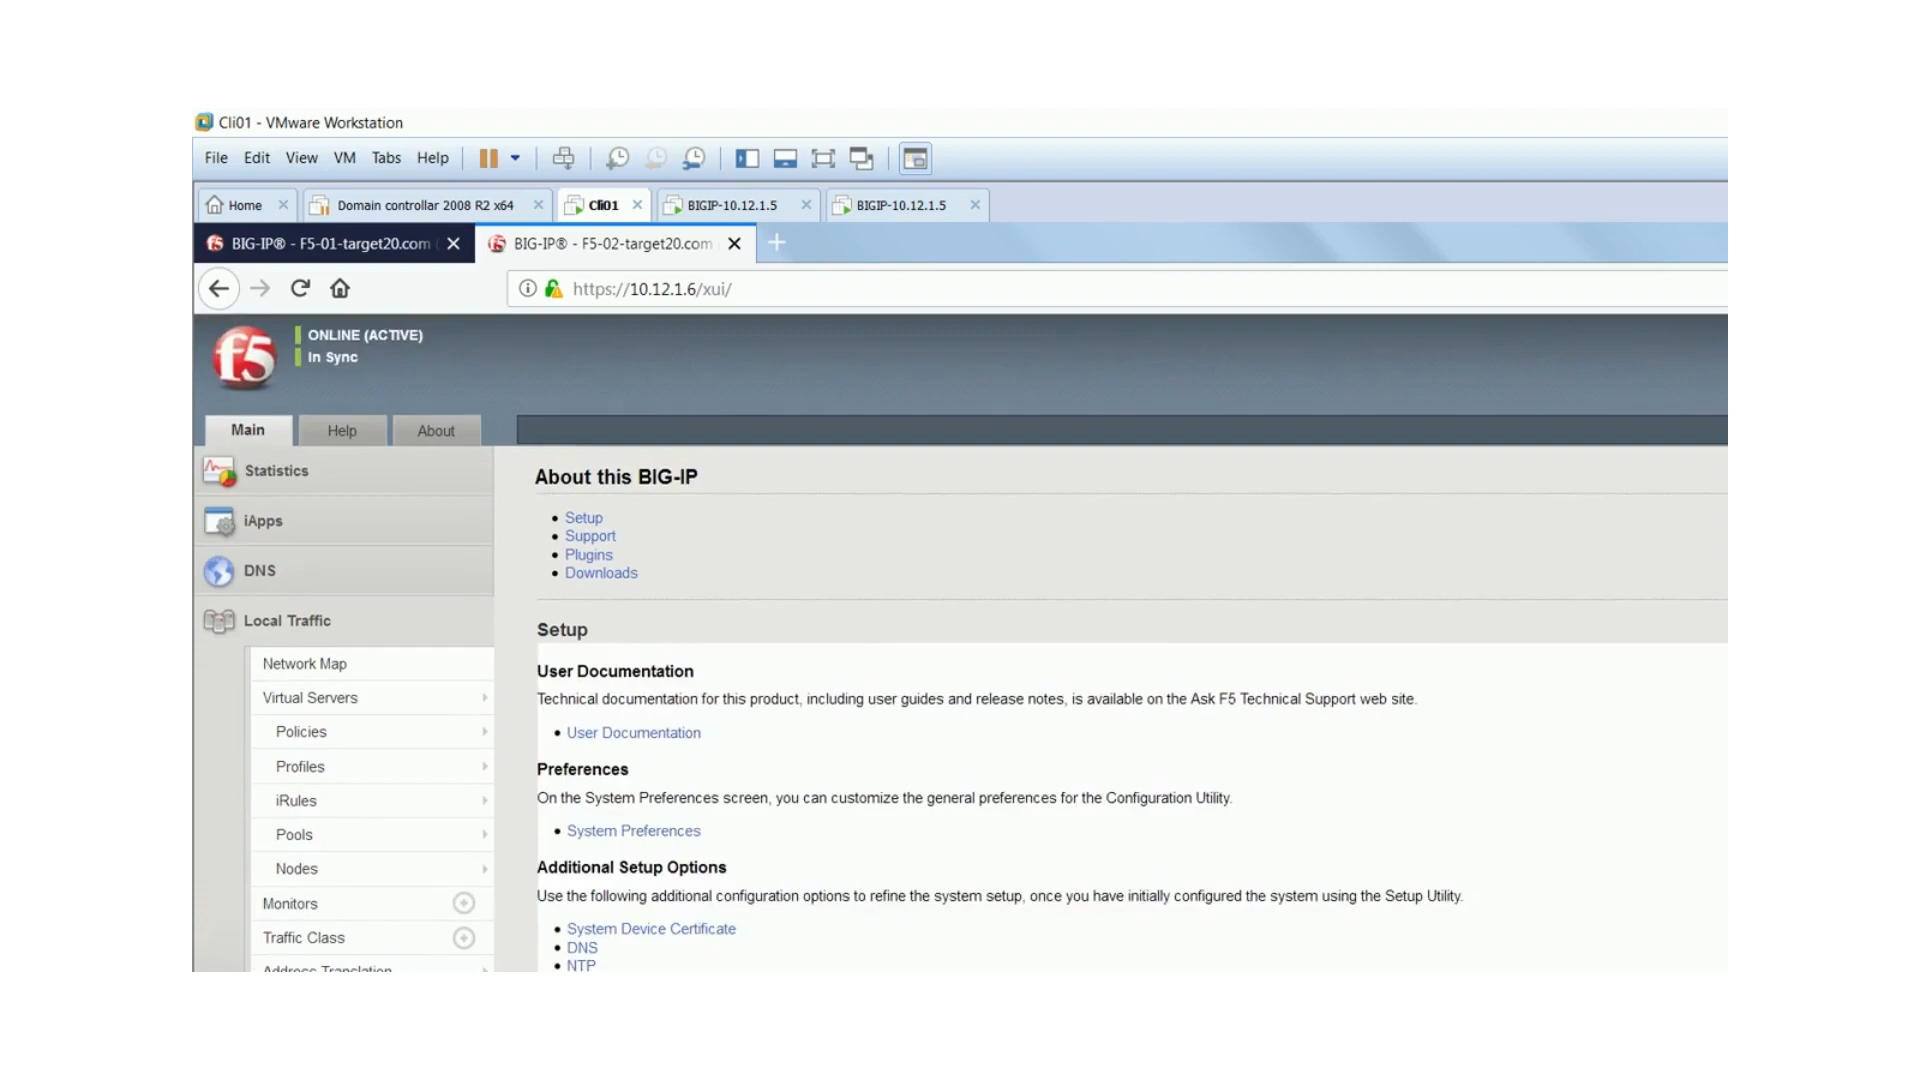 Cli01 - VMware Workstation
File Edit View VM Tabs Help
Home Domain controllar 2008 R2 x64 Cli01 BIGIP-10.12.1.5 BIGIP-10.12.1.5
BIG-IP® - F5-01-target20.com BIG-IP® - F5-02-target20.com
https://10.12.1.6/xui/
f5
ONLINE (ACTIVE)
In Sync
Main Help About
Statistics
iApps
DNS
Local Traffic
Network Map
Virtual Servers
Policies
Profiles
iRules
Pools
Nodes
Monitors
Traffic Class
Address Translation
About this BIG-IP
Setup
Support
Plugins
Downloads
Setup
User Documentation
Technical documentation for this product, including user guides and release notes, is available on the Ask F5 Technical Support web site.
User Documentation
Preferences
On the System Preferences screen, you can customize the general preferences for the Configuration Utility.
System Preferences
Additional Setup Options
Use the following additional configuration options to refine the system setup, once you have initially configured the system using the Setup Utility.
System Device Certificate
DNS
NTP